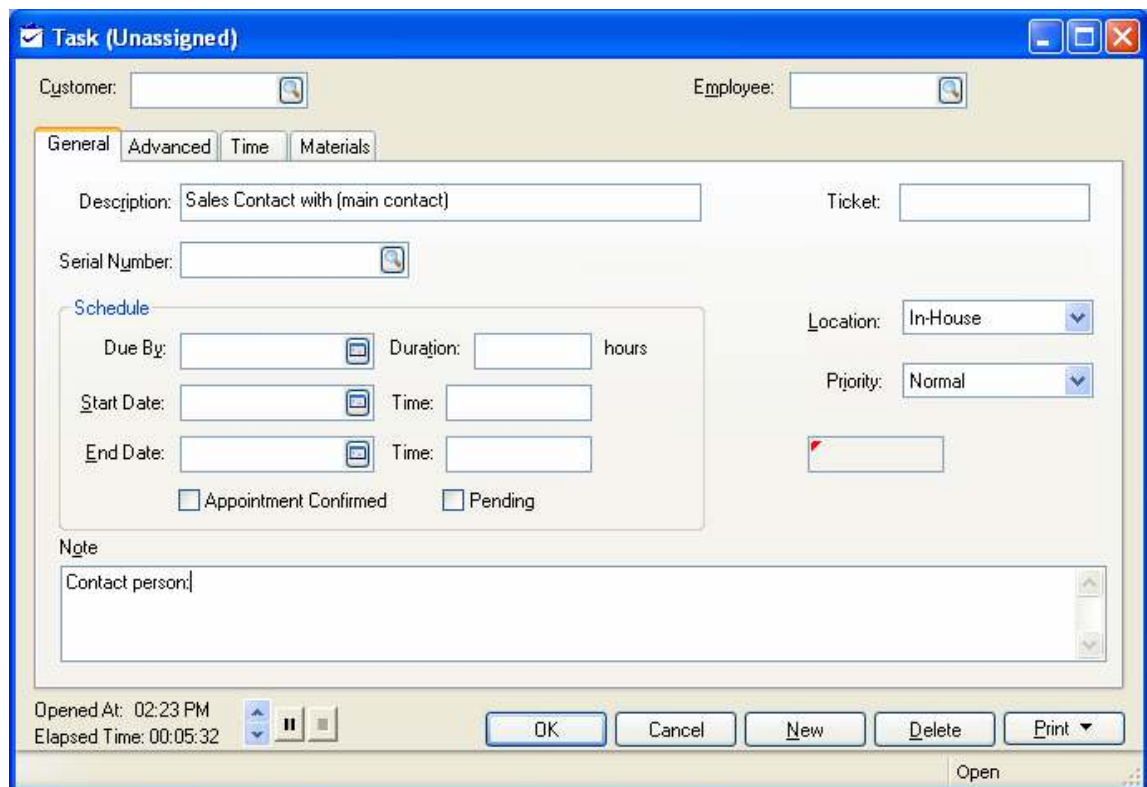 Task (Unassigned)
Customer: Employee:
General Advanced Time Materials
Description: Sales Contact with (main contact) Ticket:
Serial Number:
Schedule
Location: In-House
Due By: Duration: hours
Priority: Normal
Start Date: Time:
End Date: Time:
Appointment Confirmed Pending
Note
Contact person:
Opened At: 02:23 PM
Elapsed Time: 00:05:32
OK Cancel New Delete Print
Open